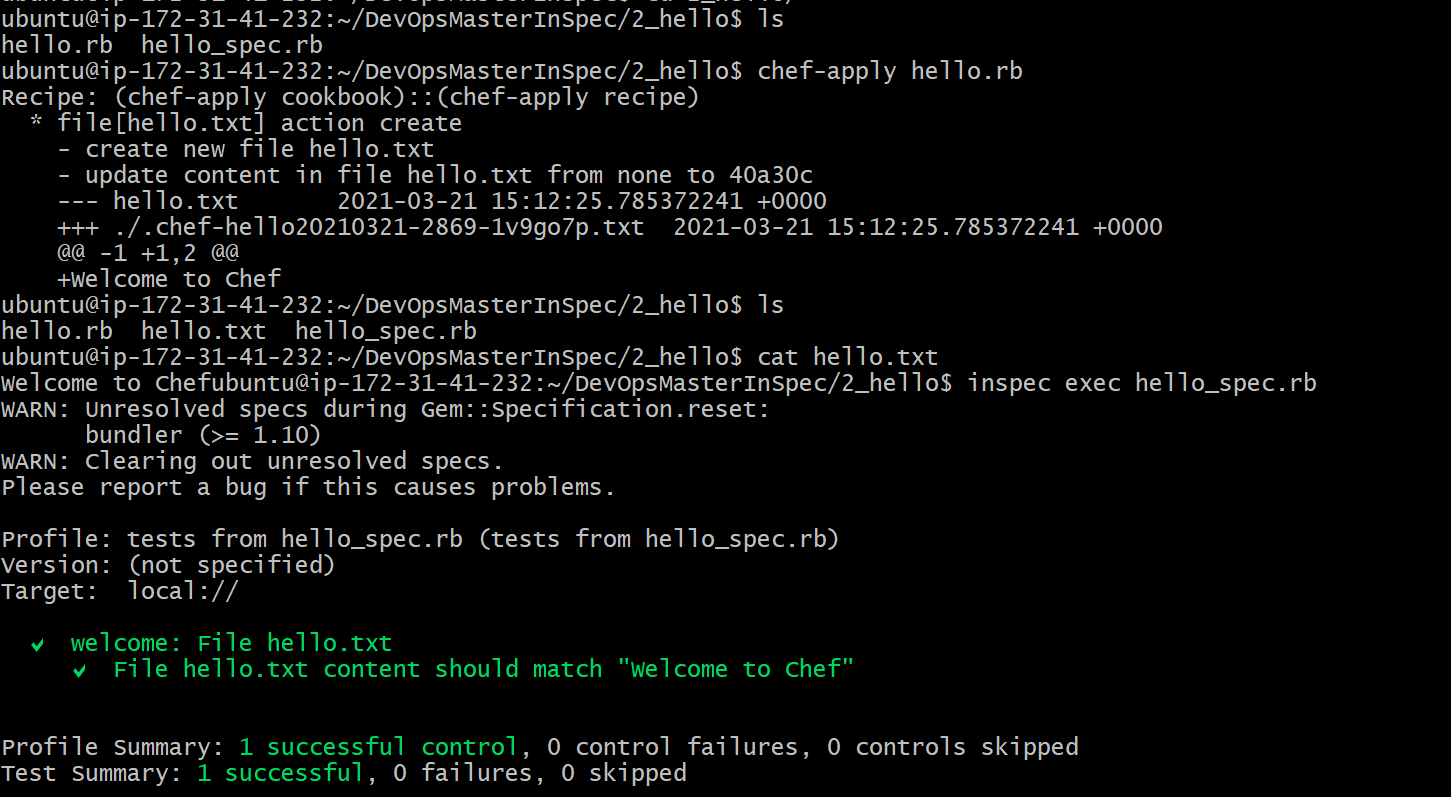 ubuntu@ip-172-31-41-232:~/DevOpsMasterInSpec/2_hello$ ls
hello.rb  hello_spec.rb
ubuntu@ip-172-31-41-232:~/DevOpsMasterInSpec/2_hello$ chef-apply hello.rb
Recipe: (chef-apply cookbook)::(chef-apply recipe)
  * file[hello.txt] action create
    - create new file hello.txt
    - update content in file hello.txt from none to 40a30c
    --- hello.txt       2021-03-21 15:12:25.785372241 +0000
    +++ ./.chef-hello20210321-2869-1v9go7p.txt  2021-03-21 15:12:25.785372241 +0000
    @@ -1 +1,2 @@
    +Welcome to Chef
ubuntu@ip-172-31-41-232:~/DevOpsMasterInSpec/2_hello$ ls
hello.rb  hello.txt  hello_spec.rb
ubuntu@ip-172-31-41-232:~/DevOpsMasterInSpec/2_hello$ cat hello.txt
Welcome to Chefubuntu@ip-172-31-41-232:~/DevOpsMasterInSpec/2_hello$ inspec exec hello_spec.rb
WARN: Unresolved specs during Gem::Specification.reset:
      bundler (>= 1.10)
WARN: Clearing out unresolved specs.
Please report a bug if this causes problems.

Profile: tests from hello_spec.rb (tests from hello_spec.rb)
Version: (not specified)
Target:  local://

  ✔  welcome: File hello.txt
     ✔  File hello.txt content should match "Welcome to Chef"


Profile Summary: 1 successful control, 0 control failures, 0 controls skipped
Test Summary: 1 successful, 0 failures, 0 skipped